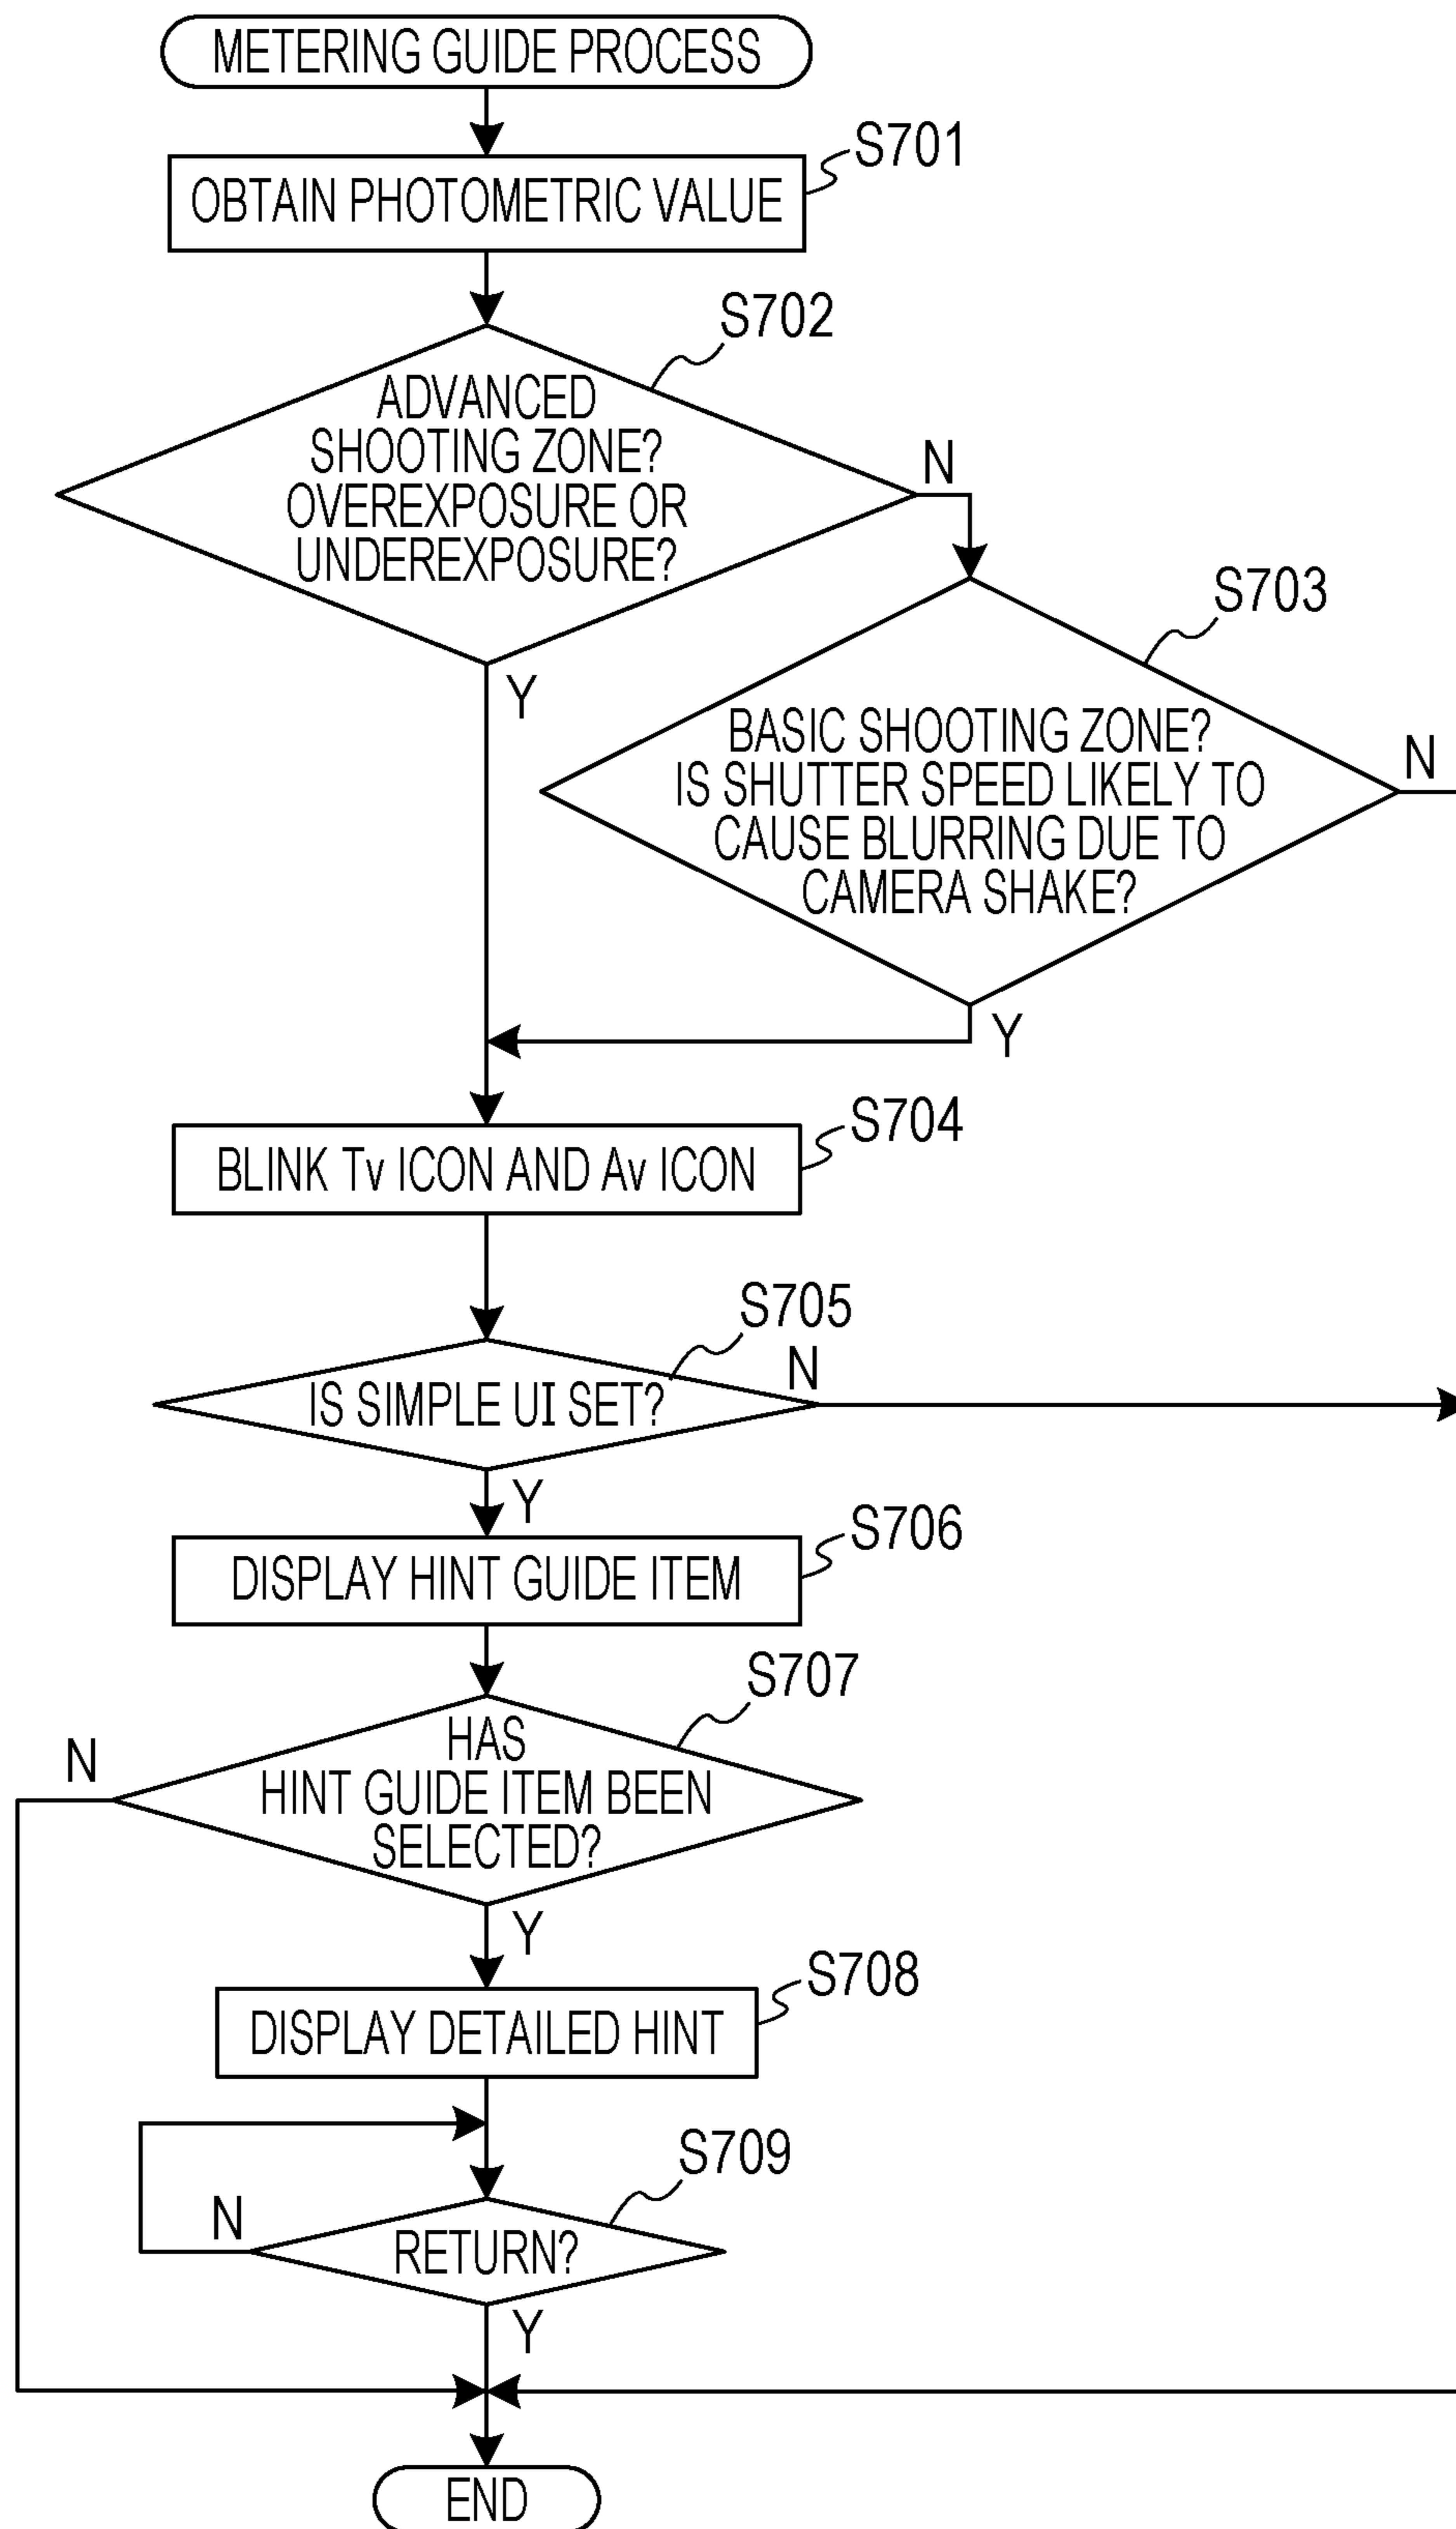 METERING GUIDE PROCESS
S701
OBTAIN PHOTOMETRIC VALUE
S702
ADVANCED
SHOOTING ZONE?
OVEREXPOSURE OR
UNDEREXPOSURE?
N
Y
S703
BASIC SHOOTING ZONE?
IS SHUTTER SPEED LIKELY TO
CAUSE BLURRING DUE TO
CAMERA SHAKE?
N
Y
S704
BLINK Tv ICON AND Av ICON
S705
IS SIMPLE UI SET?
N
Y
S706
DISPLAY HINT GUIDE ITEM
S707
HAS
HINT GUIDE ITEM BEEN
SELECTED?
N
Y
S708
DISPLAY DETAILED HINT
S709
RETURN?
N
Y
END